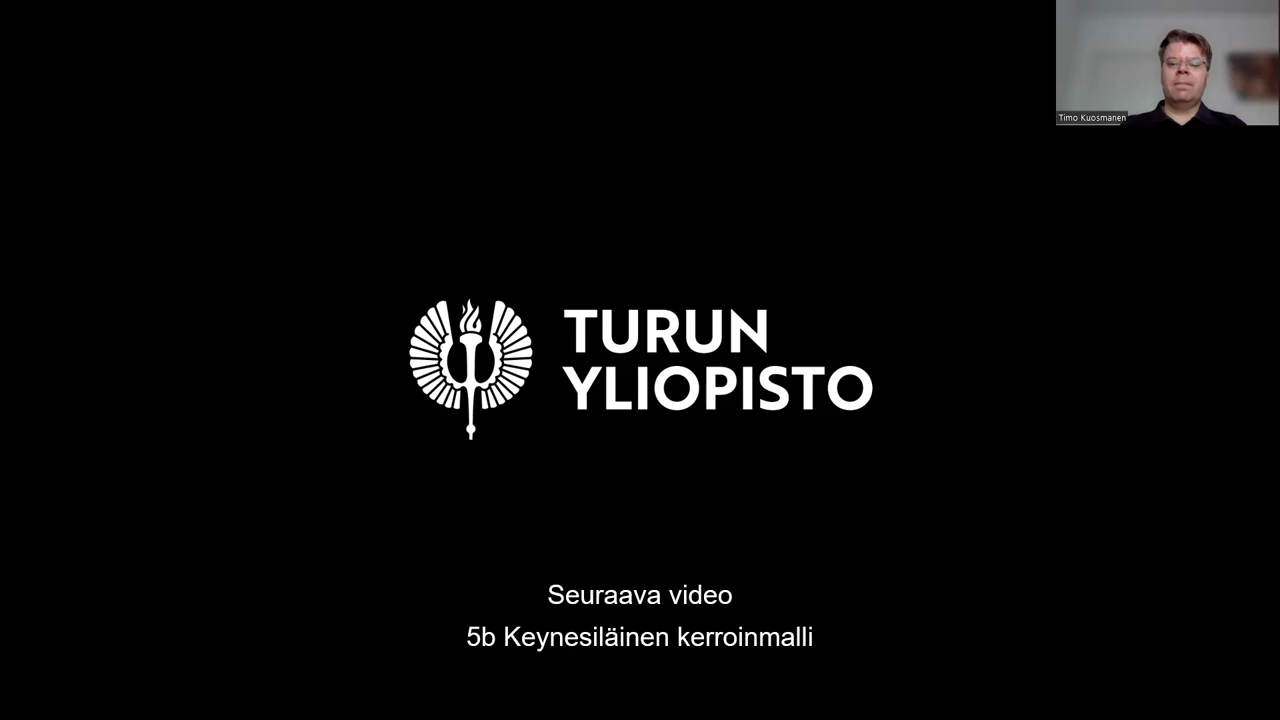 Timo Kuosmanen
TURUN
YLIOPISTO
Seuraava video
5b Keynesiläinen kerroinmalli